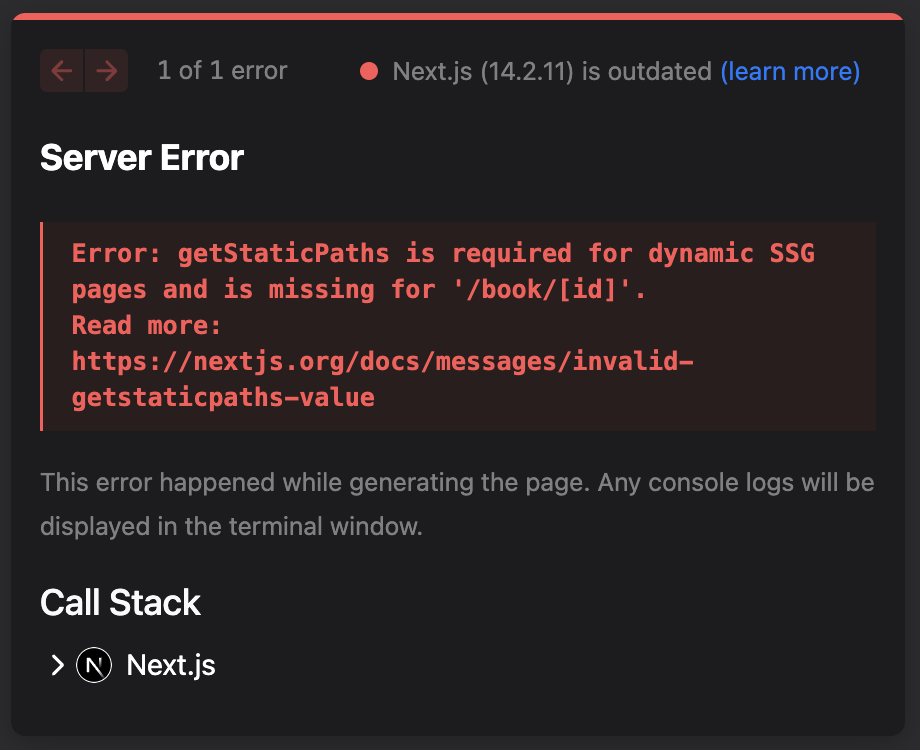 1 of 1 error
Next.js (14.2.11) is outdated (learn more)
Server Error
Error: getStaticPaths is required for dynamic SSG
pages and is missing for '/book/[id]'.
Read more:
https://nextjs.org/docs/messages/invalid-
getstaticpaths-value
This error happened while generating the page. Any console logs will be
displayed in the terminal window.
Call Stack
N Next.js